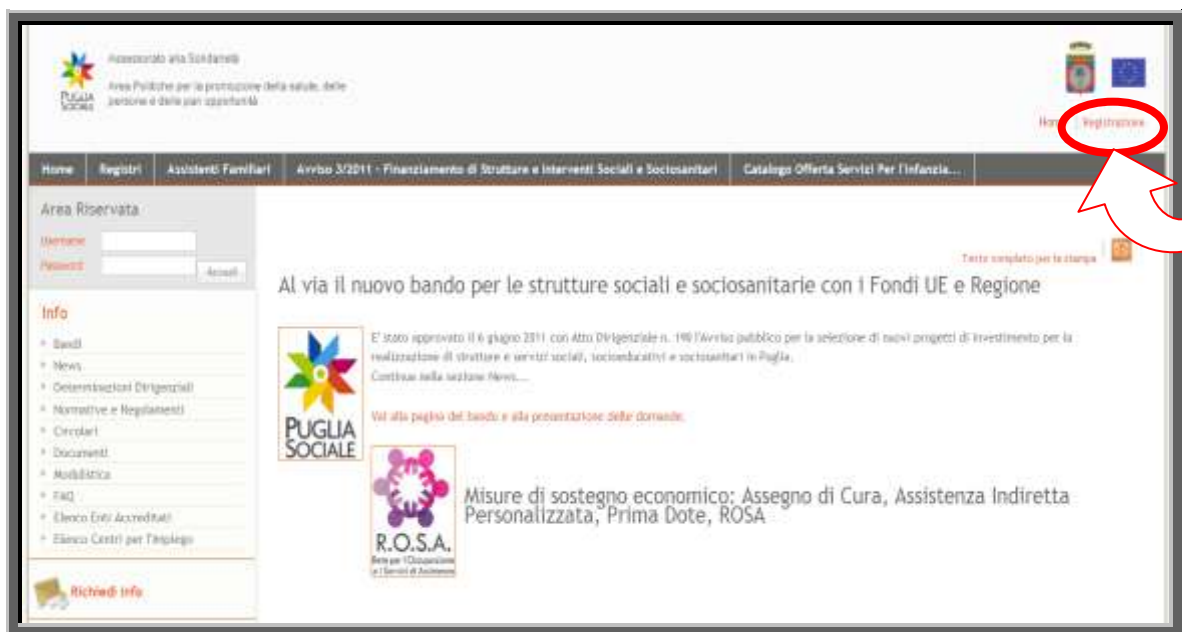 Assessorato alla Solidarietà
Area Politiche per la promozione della salute, delle
persone e delle pari opportunità
PUGLIA
SOCIALE
Home Registrazione
Home Registri Assistenti Familiari Avviso 3/2011 - Finanziamento di Strutture e Interventi Sociali e Sociosanitari Catalogo Offerta Servizi Per l'Infanzia...
Area Riservata
Username
Password
Accedi
Info
Bandi
News
Determinazioni Dirigenziali
Normative e Regolamenti
Circolari
Documenti
Modulistica
FAQ
Elenco Enti Accreditati
Elenco Centri per l'Impiego
Richiedi Info
Testo completo per la stampa
Al via il nuovo bando per le strutture sociali e sociosanitarie con i Fondi UE e Regione
E' stato approvato il 6 giugno 2011 con Atto Dirigenziale n. 198 l'Avviso pubblico per la selezione di nuovi progetti di investimento per la
realizzazione di strutture e servizi sociali, socioeducativi e sociosanitari in Puglia.
Continua nella sezione News...
Vai alla pagina del bando e alla presentazione delle domande.
PUGLIA
SOCIALE
Misure di sostegno economico: Assegno di Cura, Assistenza Indiretta
Personalizzata, Prima Dote, ROSA
R.O.S.A.
Rete per l'Occupazione
e i Servizi di Assistenza